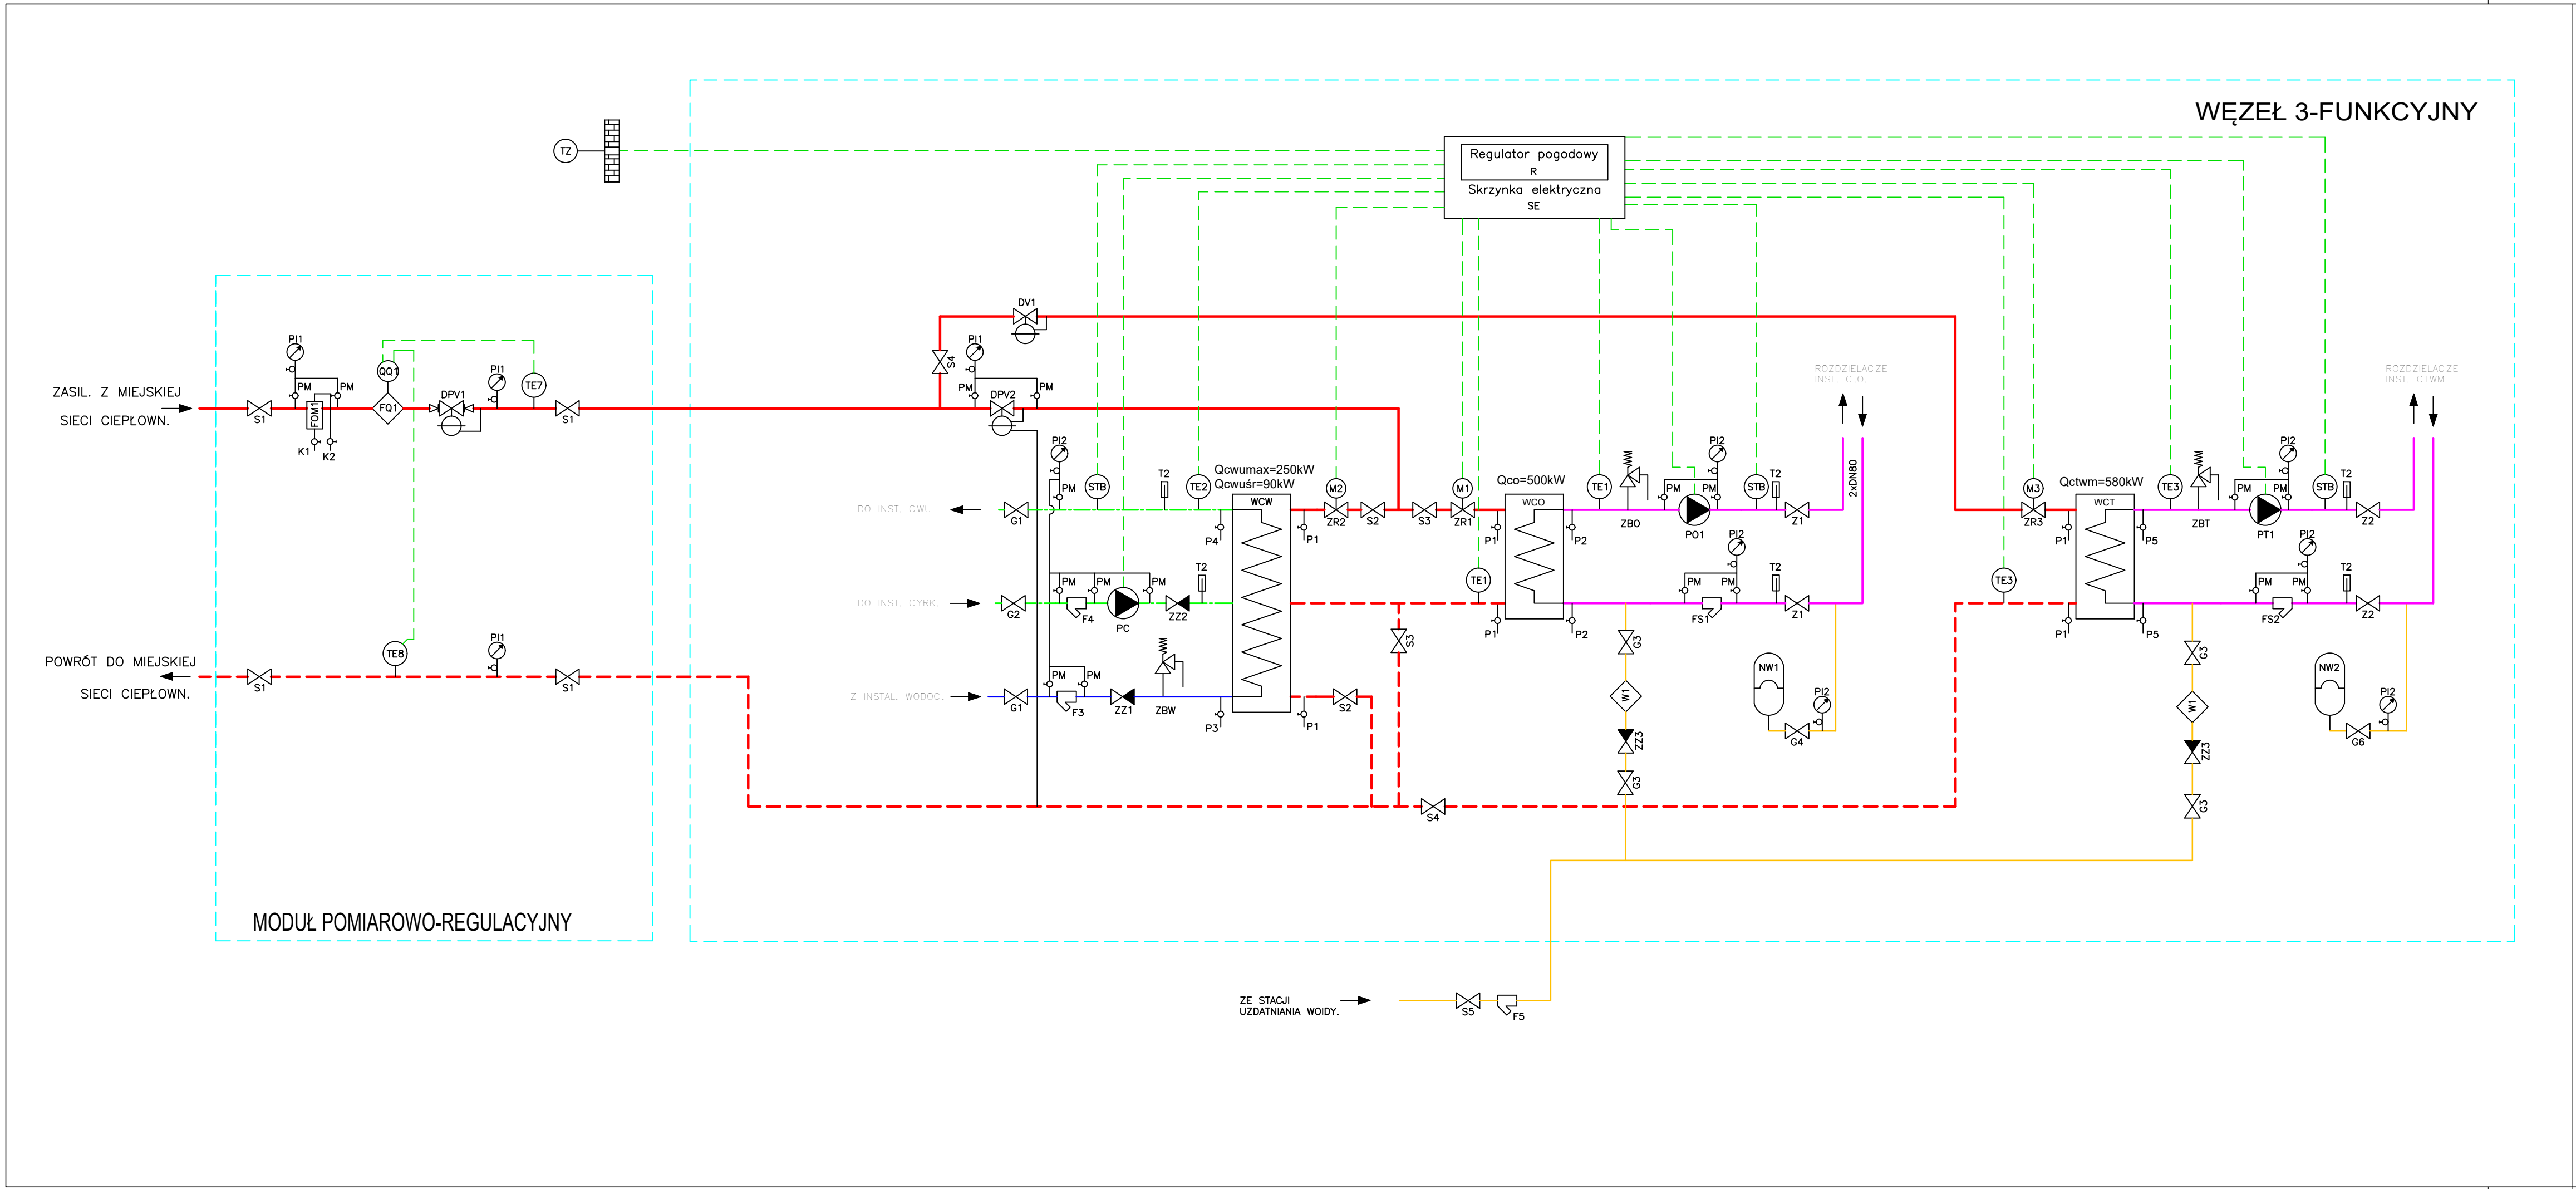 WĘZEŁ 3-FUNKCYJNY
TZ
Regulator pogodowy
R
Skrzynka elektryczna
SE
DV1
S4
PI1
PM
PM
DPV2
PI1
PM
PM
QQ1
FQ1
FOM1
K1
K2
DPV1
PI1
TE7
S1
S1
ZASIL. Z MIEJSKIEJ
SIECI CIEPŁOWN.
ROZDZIELACZE
INST. C.O.
ROZDZIELACZE
INST. CTWM
PI2
PM
STB
T2
TE2
Qcwumax=250kW
Qcwuśr=90kW
WCW
M2
ZR2
S2
S3
M1
ZR1
Qco=500kW
WCO
TE1
ZBO
PM
PM
PI2
PO1
STB
T2
Z1
2xDN80
M3
ZR3
Qctwm=580kW
WCT
TE3
ZBT
PM
PM
PI2
PT1
STB
T2
Z2
DO INST. CWU
G1
P4
P1
P1
P2
P1
P5
DO INST. CYRK.
G2
PM
PM
PM
F4
PC
ZZ2
T2
TE1
P1
P2
PM
PM
PI2
FS1
T2
Z1
TE3
P1
P5
PM
PM
PI2
FS2
T2
Z2
POWRÓT DO MIEJSKIEJ
SIECI CIEPŁOWN.
S1
TE8
PI1
S1
Z INSTAL. WODOC.
G1
PM
PM
F3
ZZ1
ZBW
P3
P1
S2
S3
G3
W1
ZZ3
G3
NW1
G4
PI2
G3
W1
ZZ3
G3
NW2
G6
PI2
S4
MODUŁ POMIAROWO-REGULACYJNY
ZE STACJI
UZDATNIANIA WOIDY.
S5
F5